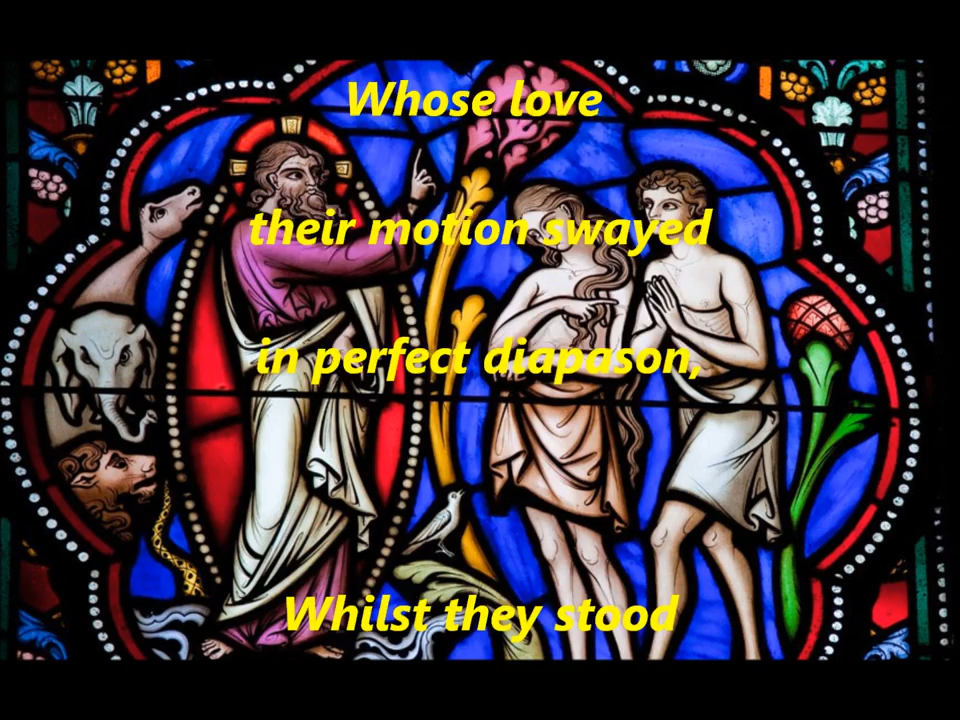 Whose love
their motion swayed
in perfect diapason,
Whilst they stood